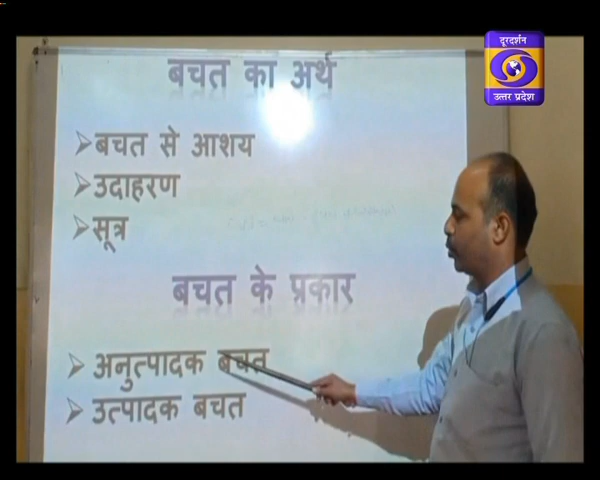 दूरदर्शन
उत्तर प्रदेश
बचत का अर्थ
बचत से आशय
उदाहरण
सूत्र
बचत के प्रकार
अनुत्पादक बचत
उत्पादक बचत